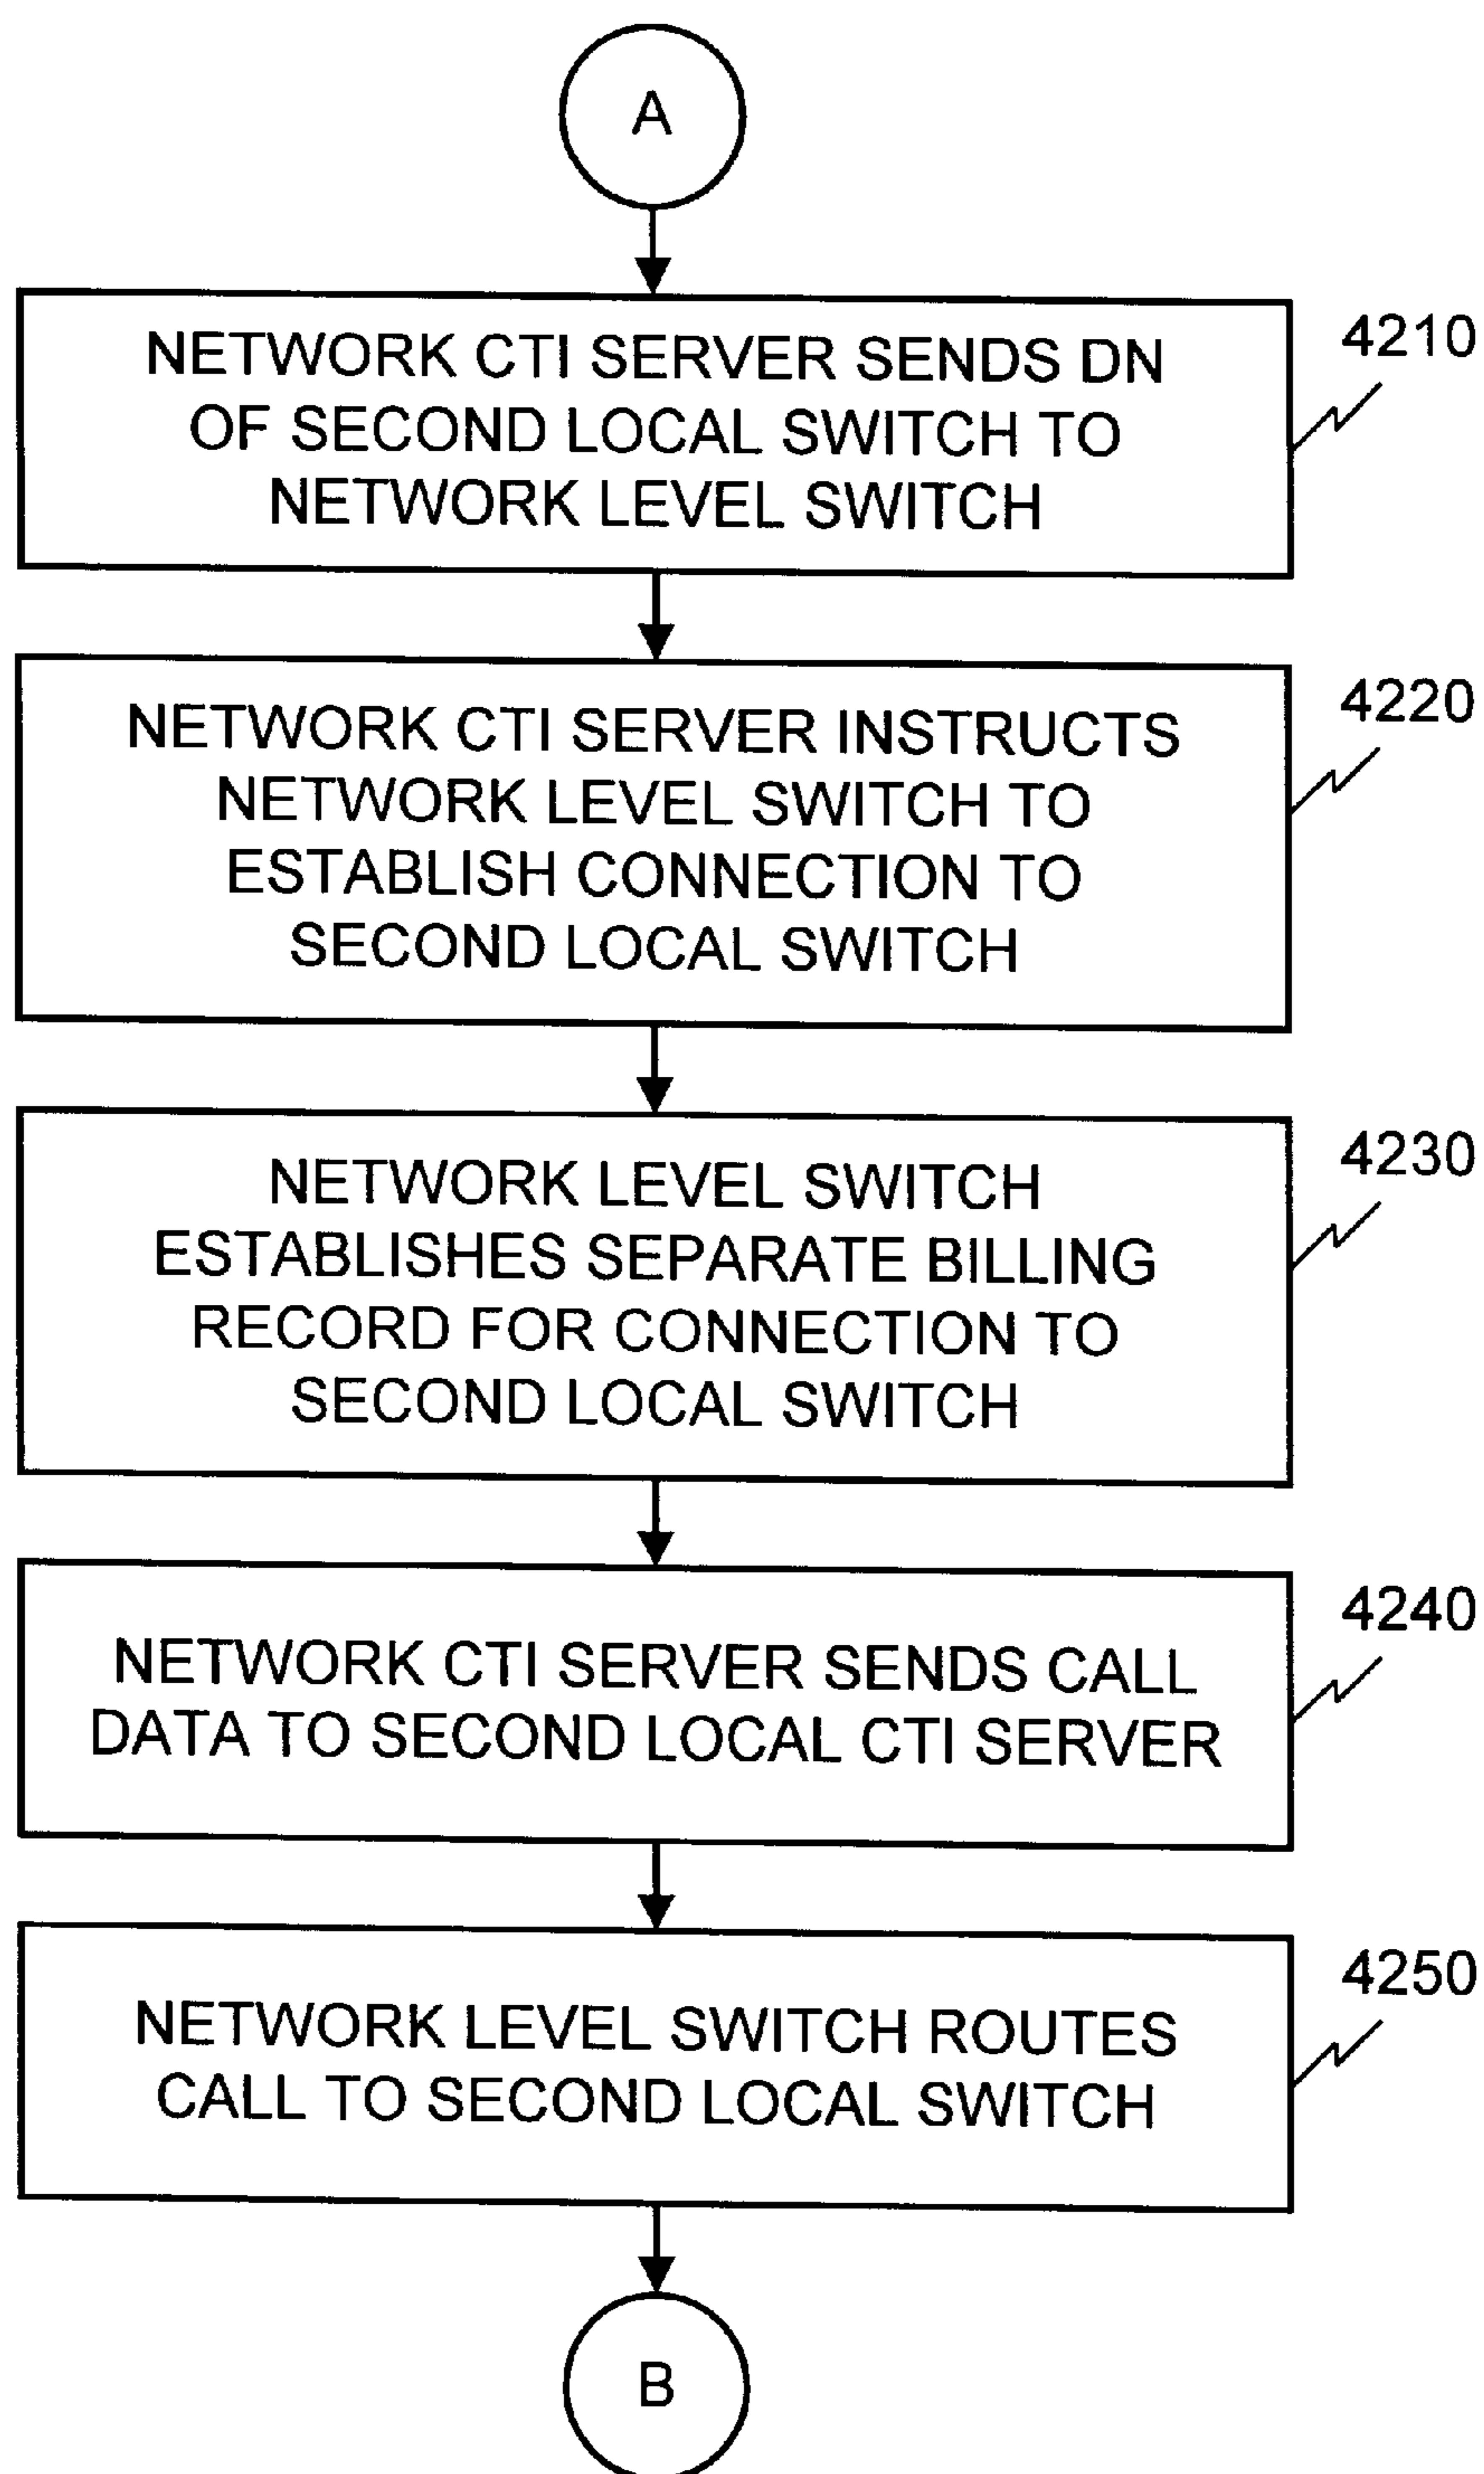 A
NETWORK CTI SERVER SENDS DN
OF SECOND LOCAL SWITCH TO
NETWORK LEVEL SWITCH
4210
NETWORK CTI SERVER INSTRUCTS
NETWORK LEVEL SWITCH TO
ESTABLISH CONNECTION TO
SECOND LOCAL SWITCH
4220
NETWORK LEVEL SWITCH
ESTABLISHES SEPARATE BILLING
RECORD FOR CONNECTION TO
SECOND LOCAL SWITCH
4230
NETWORK CTI SERVER SENDS CALL
DATA TO SECOND LOCAL CTI SERVER
4240
NETWORK LEVEL SWITCH ROUTES
CALL TO SECOND LOCAL SWITCH
4250
B